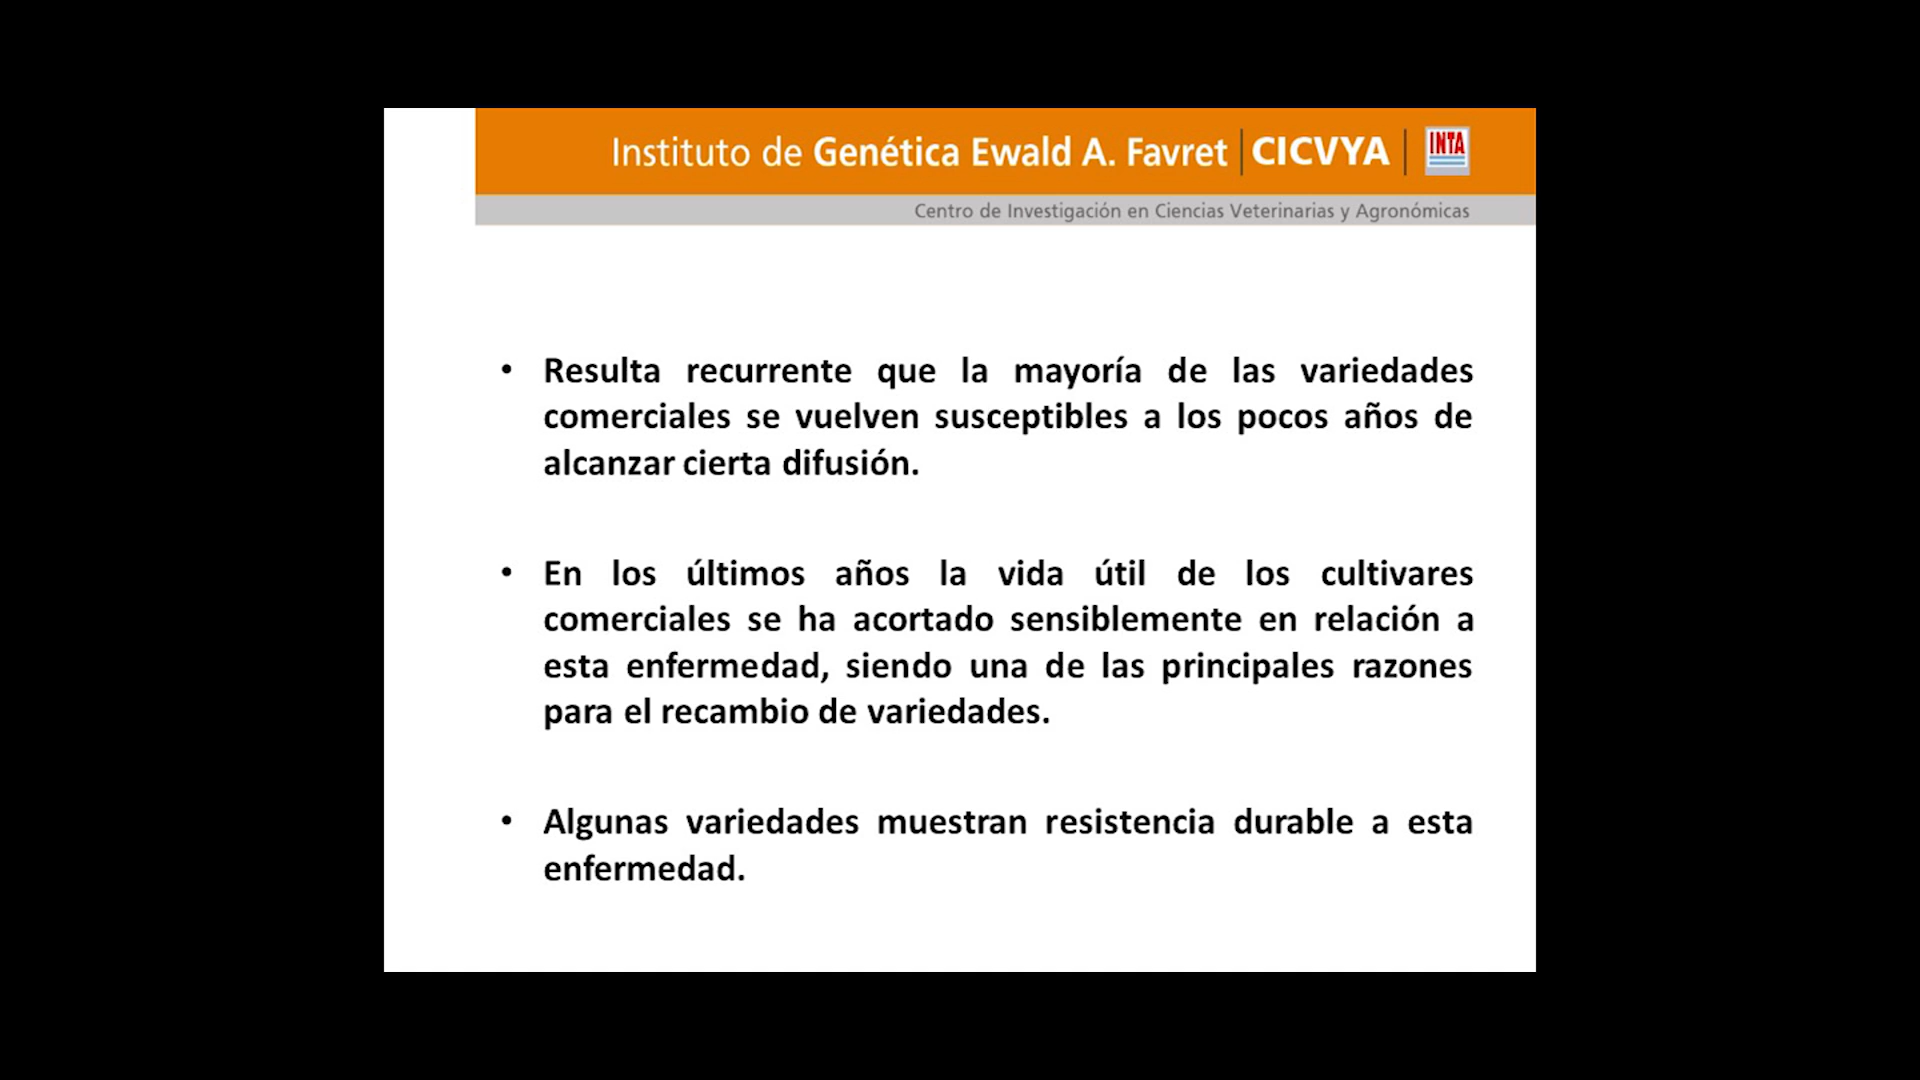 Instituto de Genética Ewald A. Favret | CICVYA | INTA
Centro de Investigación en Ciencias Veterinarias y Agronómicas
• Resulta recurrente que la mayoría de las variedades
comerciales se vuelven susceptibles a los pocos años de
alcanzar cierta difusión.
• En los últimos años la vida útil de los cultivares
comerciales se ha acortado sensiblemente en relación a
esta enfermedad, siendo una de las principales razones
para el recambio de variedades.
• Algunas variedades muestran resistencia durable a esta
enfermedad.